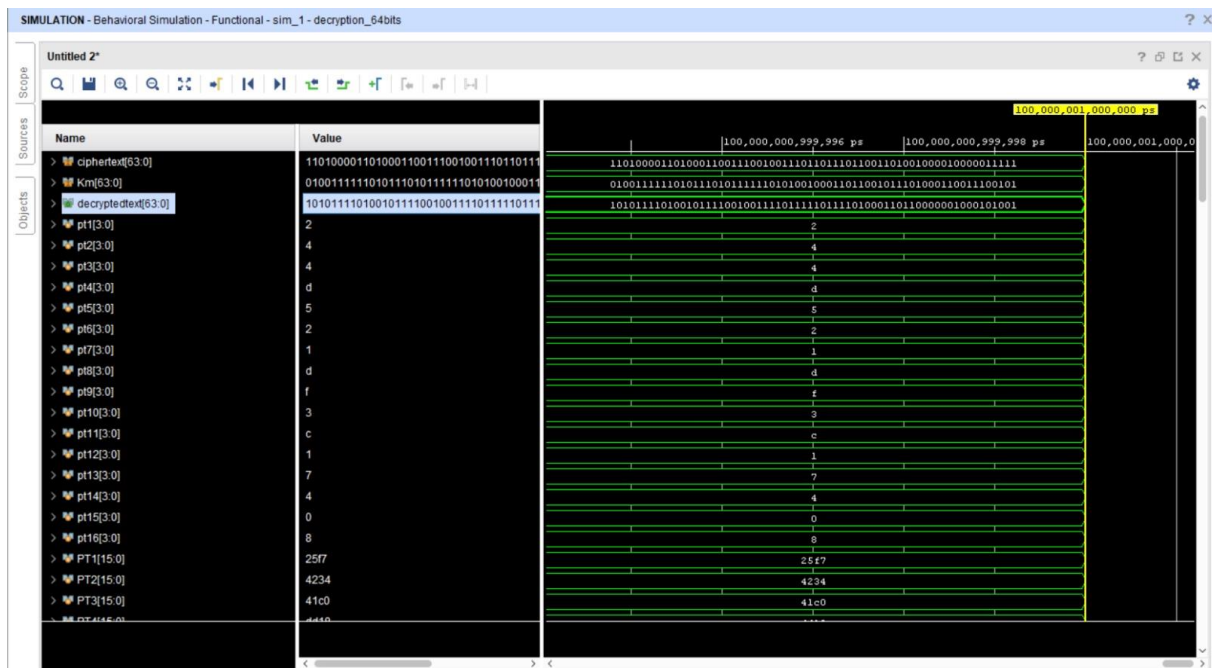 SIMULATION - Behavioral Simulation - Functional - sim_1 - decryption_64bits
Untitled 2*
Scope
Sources
Objects
100,000,001,000,000 ps
Name Value 100,000,000,999,996 ps 100,000,000,999,998 ps 100,000,001,000,0
ciphertext[63:0] 1101000011010001100111001001110110111 1101000011010001100111001001110110111011001101001000010000011111
Km[63:0] 0100111111010111010111111010100100011 0100111111010111010111111010100100011011001011101000110011100101
decryptedtext[63:0] 1010111101001011110010011110111110111 1010111101001011110010011110111110111101000110110000001000101001
pt1[3:0] 2 2
pt2[3:0] 4 4
pt3[3:0] 4 4
pt4[3:0] d d
pt5[3:0] 5 5
pt6[3:0] 2 2
pt7[3:0] 1 1
pt8[3:0] d d
pt9[3:0] f f
pt10[3:0] 3 3
pt11[3:0] c c
pt12[3:0] 1 1
pt13[3:0] 7 7
pt14[3:0] 4 4
pt15[3:0] 0 0
pt16[3:0] 8 8
PT1[15:0] 25f7 25f7
PT2[15:0] 4234 4234
PT3[15:0] 41c0 41c0